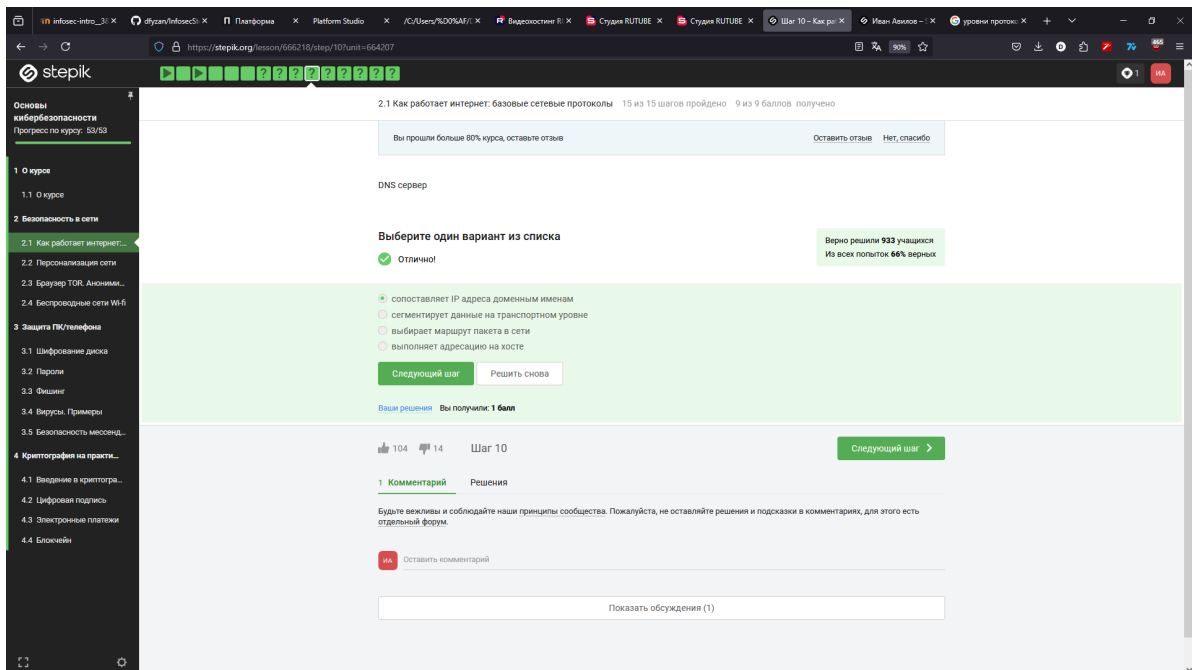 infosec-intro__38
dfyzan/InfosecSt
Платформа
Platform Studio
/C:/Users/%D0%AF/
Видеохостинг R
Студия RUTUBE
Студия RUTUBE
Шаг 10 – Как ра
Иван Авилов – S
уровни проток
https://stepik.org/lesson/666218/step/10?unit=664207
90%
465
stepik
1
ИА
Основы
кибербезопасности
Прогресс по курсу: 53/53
1 О курсе
1.1 О курсе
2 Безопасность в сети
2.1 Как работает интернет:...
2.2 Персонализация сети
2.3 Браузер TOR. Аноними...
2.4 Беспроводные сети Wi-fi
3 Защита ПК/телефона
3.1 Шифрование диска
3.2 Пароли
3.3 Фишинг
3.4 Вирусы. Примеры
3.5 Безопасность мессенд...
4 Криптография на практи...
4.1 Введение в криптогра...
4.2 Цифровая подпись
4.3 Электронные платежи
4.4 Блокчейн
2.1 Как работает интернет: базовые сетевые протоколы 15 из 15 шагов пройдено 9 из 9 баллов получено
Вы прошли больше 80% курса, оставьте отзыв
Оставить отзыв Нет, спасибо
DNS сервер
Выберите один вариант из списка
Отлично!
Верно решили 933 учащихся
Из всех попыток 66% верных
сопоставляет IP адреса доменным именам
сегментирует данные на транспортном уровне
выбирает маршрут пакета в сети
выполняет адресацию на хосте
Следующий шаг Решить снова
Ваши решения Вы получили: 1 балл
104 14 Шаг 10
Следующий шаг
1 Комментарий Решения
Будьте вежливы и соблюдайте наши принципы сообщества. Пожалуйста, не оставляйте решения и подсказки в комментариях, для этого есть
отдельный форум.
ИА Оставить комментарий
Показать обсуждения (1)